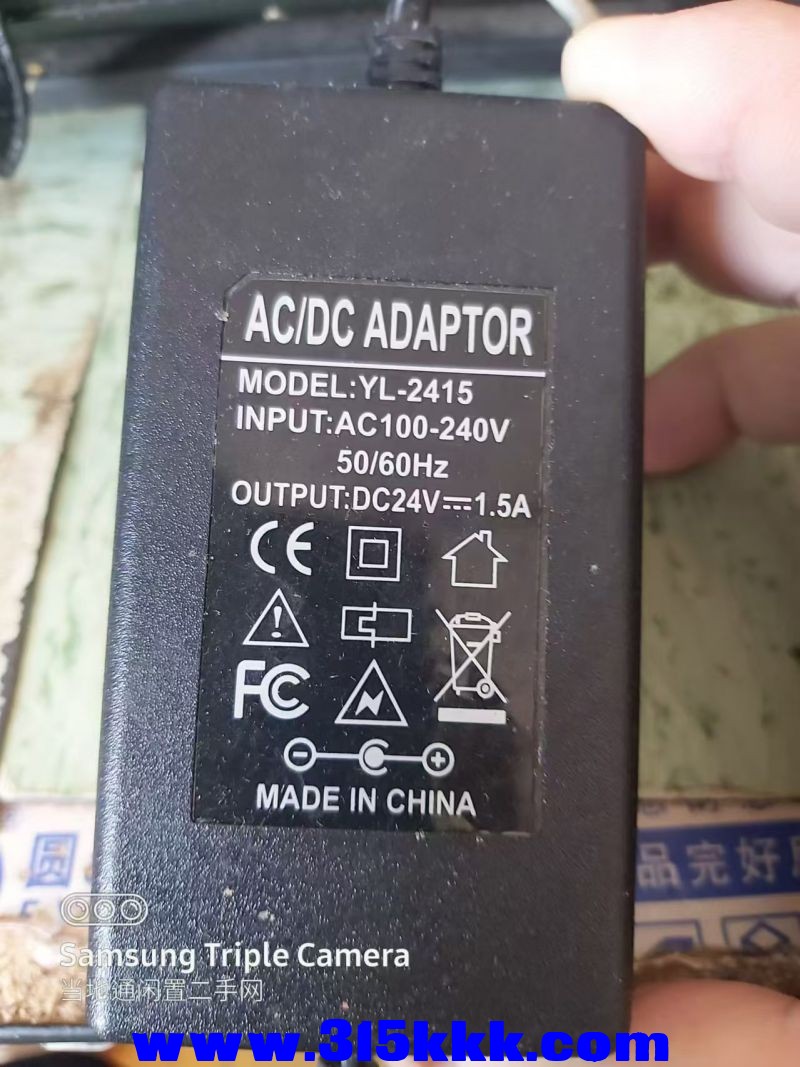 AC/DC ADAPTOR
MODEL:YL-2415
INPUT:AC100-240V
50/60Hz
OUTPUT:DC24V⎓1.5A
CE
FC
MADE IN CHINA
圆
品完好
Samsung Triple Camera
当地通闲置二手网
www.315kkk.com